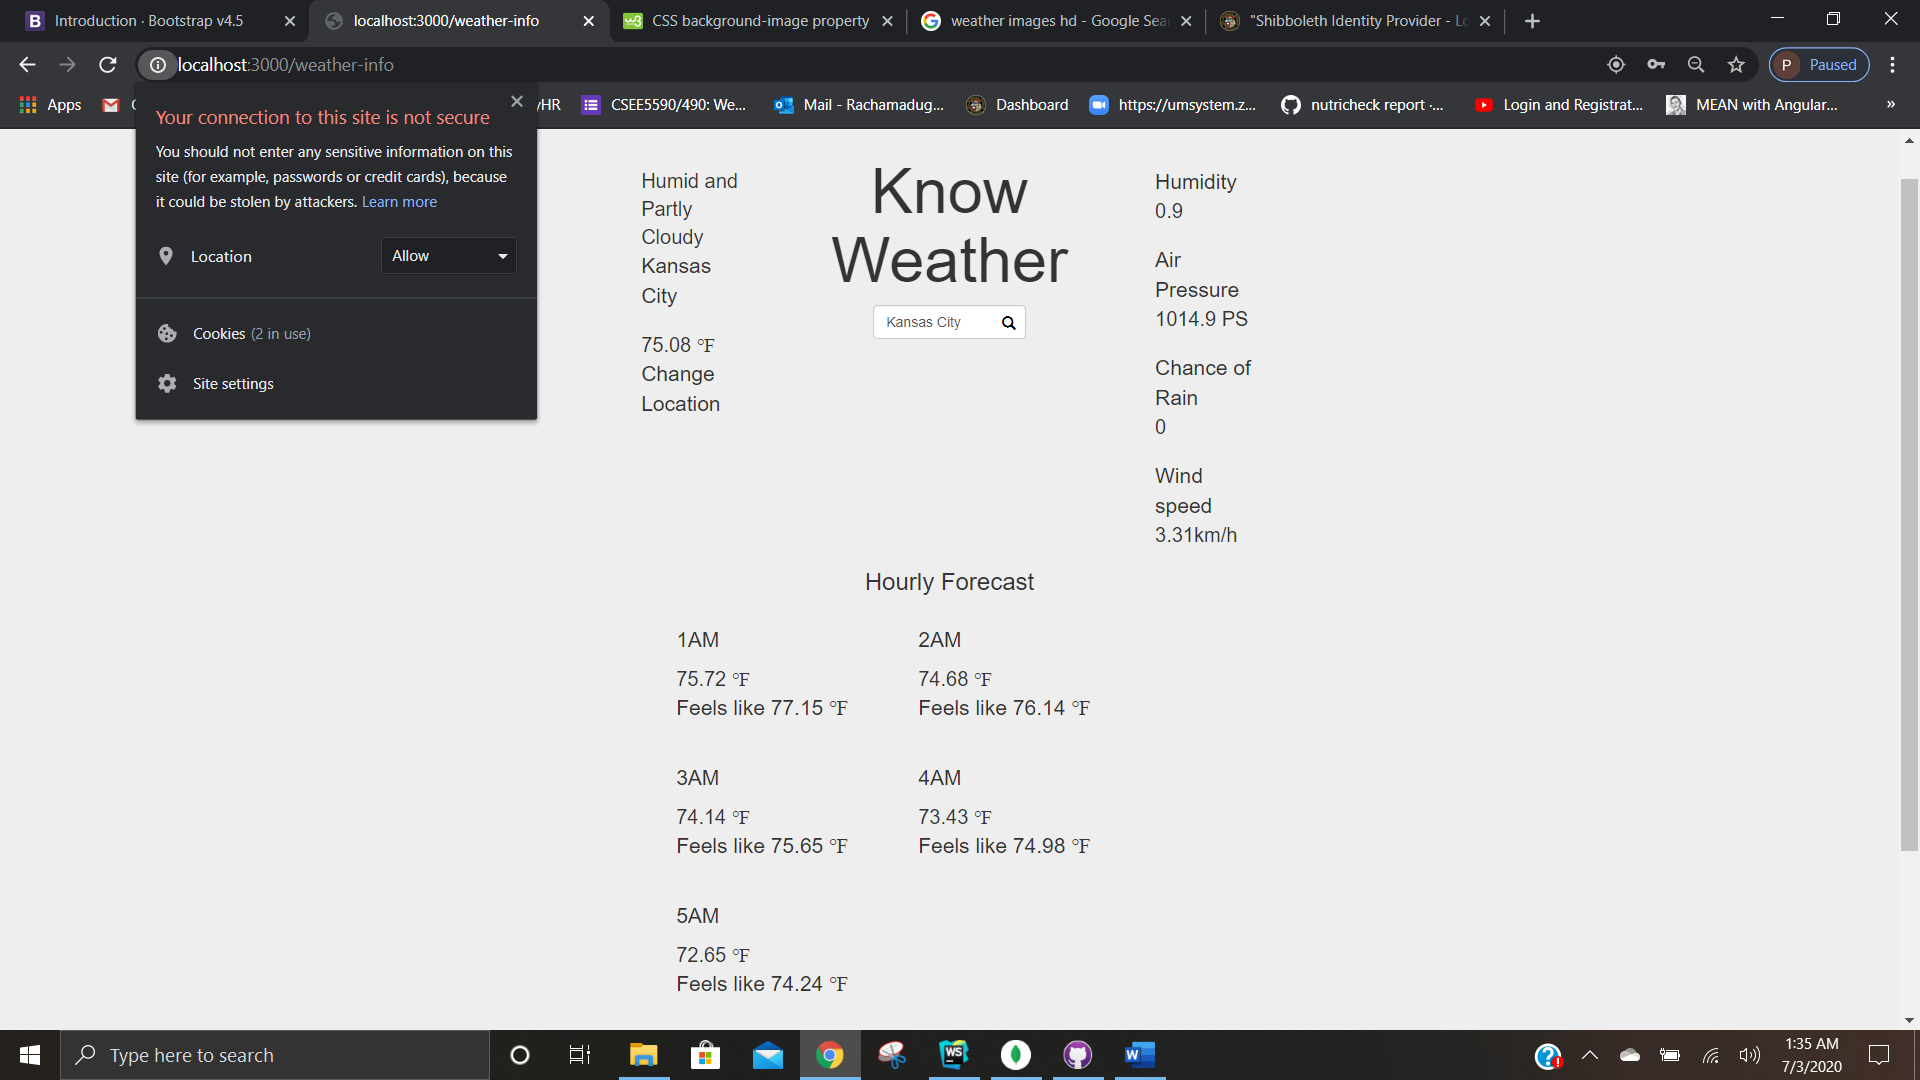 Introduction · Bootstrap v4.5
localhost:3000/weather-info
CSS background-image property
weather images hd - Google Sea
"Shibboleth Identity Provider - Lo
localhost:3000/weather-info
P Paused
Apps
yHR
CSEE5590/490: We...
Mail - Rachamadug...
Dashboard
https://umsystem.z...
nutricheck report ·...
Login and Registrat...
MEAN with Angular...
»
Your connection to this site is not secure
You should not enter any sensitive information on this
site (for example, passwords or credit cards), because
it could be stolen by attackers. Learn more
Location
Allow
Cookies (2 in use)
Site settings
Humid and
Partly
Cloudy
Kansas
City
75.08 °F
Change
Location
Know
Weather
Kansas City
Humidity
0.9
Air
Pressure
1014.9 PS
Chance of
Rain
0
Wind
speed
3.31km/h
Hourly Forecast
1AM
75.72 °F
Feels like 77.15 °F
2AM
74.68 °F
Feels like 76.14 °F
3AM
74.14 °F
Feels like 75.65 °F
4AM
73.43 °F
Feels like 74.98 °F
5AM
72.65 °F
Feels like 74.24 °F
Type here to search
1:35 AM
7/3/2020